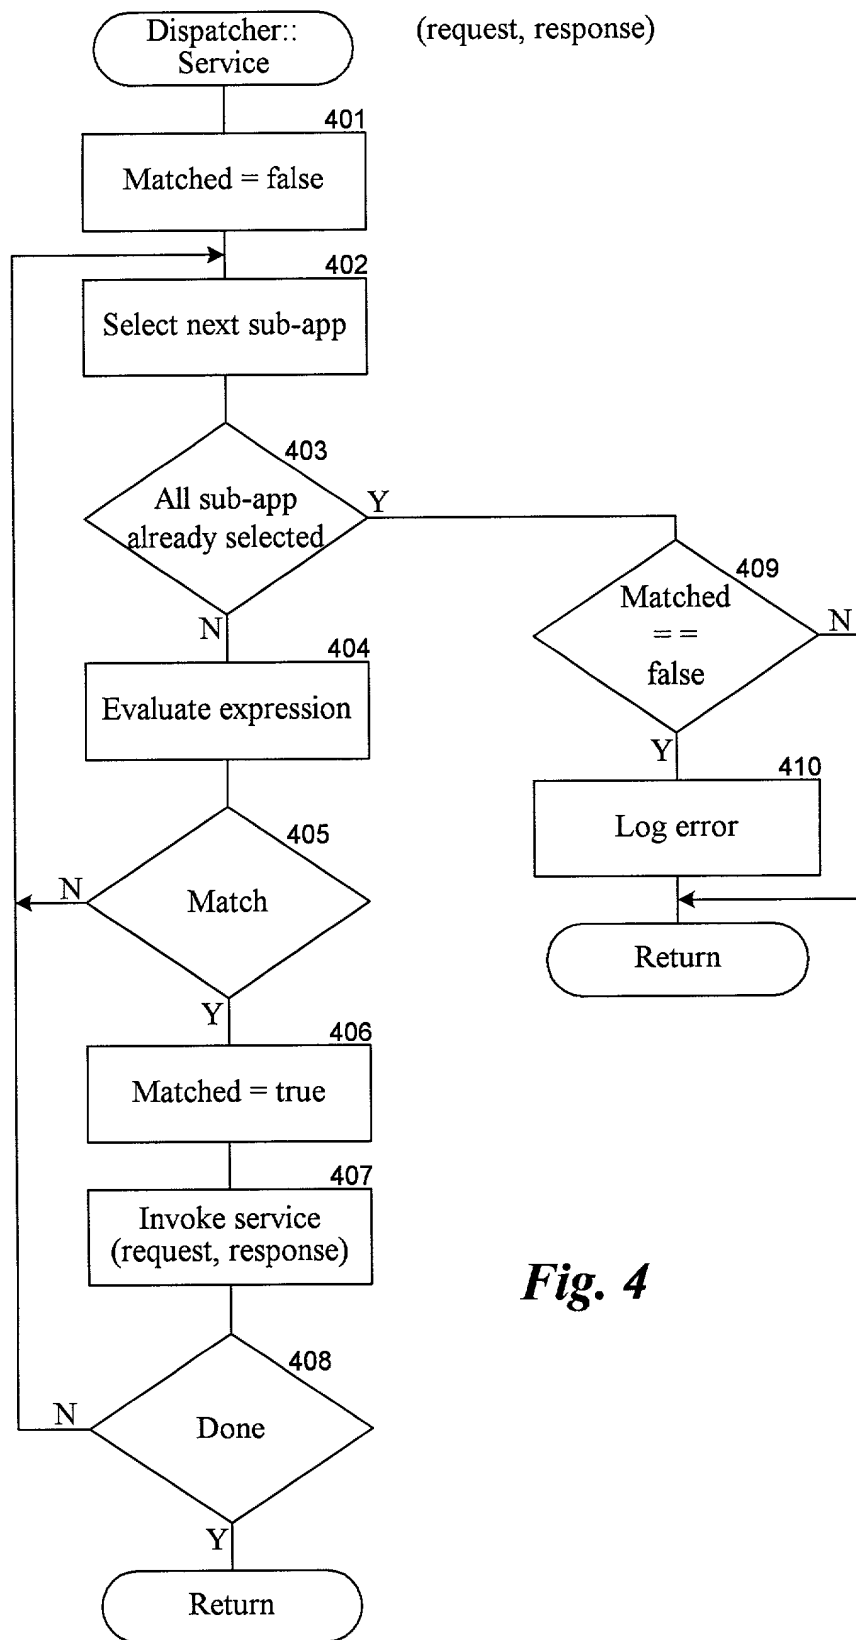 Dispatcher::
Service
(request, response)
401
Matched = false
402
Select next sub-app
403
All sub-app
already selected
Y
N
404
Evaluate expression
405
Match
N
Y
406
Matched = true
407
Invoke service
(request, response)
408
Done
N
Y
Return
409
Matched
= =
false
N
Y
410
Log error
Return
Fig. 4